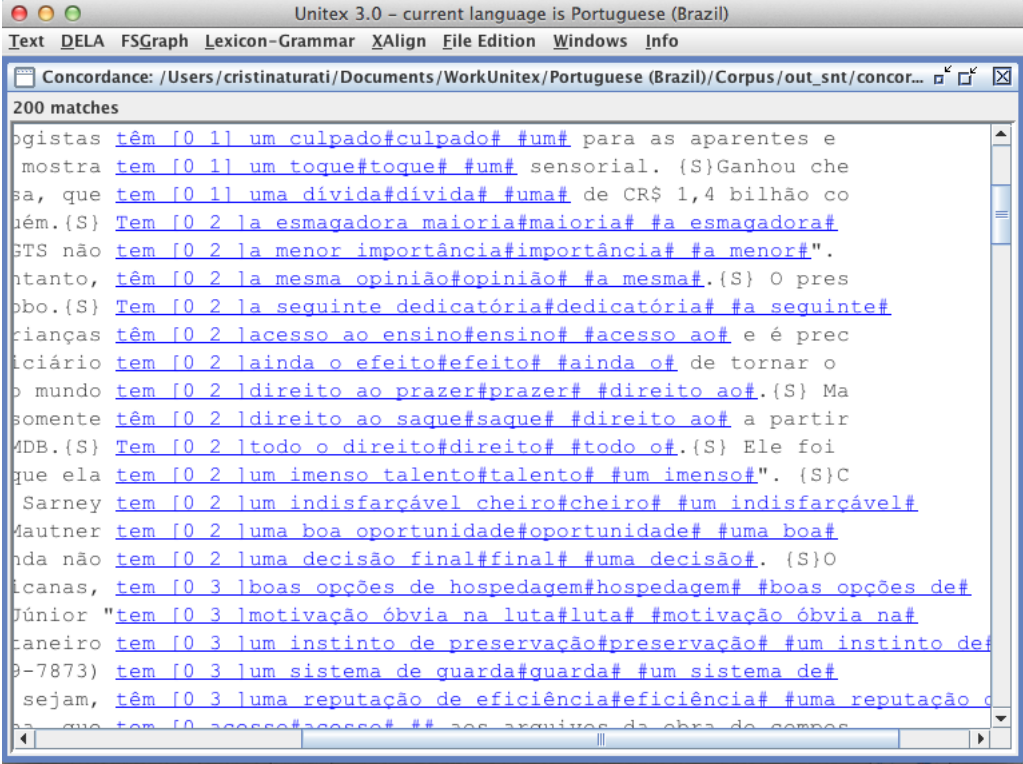 Unitex 3.0 – current language is Portuguese (Brazil)
Text DELA FSGraph Lexicon-Grammar XAlign File Edition Windows Info
Concordance: /Users/cristinaturati/Documents/WorkUnitex/Portuguese (Brazil)/Corpus/out_snt/concor...
200 matches
ogistas têm [0 1] um culpado#culpado# #um# para as aparentes e
mostra tem [0 1] um toque#toque# #um# sensorial. {S}Ganhou che
sa, que tem [0 1] uma dívida#dívida# #uma# de CR$ 1,4 bilhão co
uém.{S} Tem [0 2 ]a esmagadora maioria#maioria# #a esmagadora#
GTS não tem [0 2 ]a menor importância#importância# #a menor#".
ntanto, têm [0 2 ]a mesma opinião#opinião# #a mesma#.{S} O pres
obo.{S} Tem [0 2 ]a seguinte dedicatória#dedicatória# #a seguinte#
rianças têm [0 2 ]acesso ao ensino#ensino# #acesso ao# e é prec
iciário tem [0 2 ]ainda o efeito#efeito# #ainda o# de tornar o
o mundo tem [0 2 ]direito ao prazer#prazer# #direito ao#.{S} Ma
somente têm [0 2 ]direito ao saque#saque# #direito ao# a partir
MDB.{S} Tem [0 2 ]todo o direito#direito# #todo o#.{S} Ele foi
que ela tem [0 2 ]um imenso talento#talento# #um imenso#". {S}C
Sarney tem [0 2 ]um indisfarçável cheiro#cheiro# #um indisfarçável#
Mautner tem [0 2 ]uma boa oportunidade#oportunidade# #uma boa#
nda não tem [0 2 ]uma decisão final#final# #uma decisão#. {S}O
icanas, tem [0 3 ]boas opções de hospedagem#hospedagem# #boas opções de#
Júnior "tem [0 3 ]motivação óbvia na luta#luta# #motivação óbvia na#
taneiro tem [0 3 ]um instinto de preservação#preservação# #um instinto de#
9-7873) tem [0 3 ]um sistema de guarda#guarda# #um sistema de#
sejam, têm [0 3 ]uma reputação de eficiência#eficiência# #uma reputação
que tem [0 acesso#acesso# ## aos arquivos da obra do compos